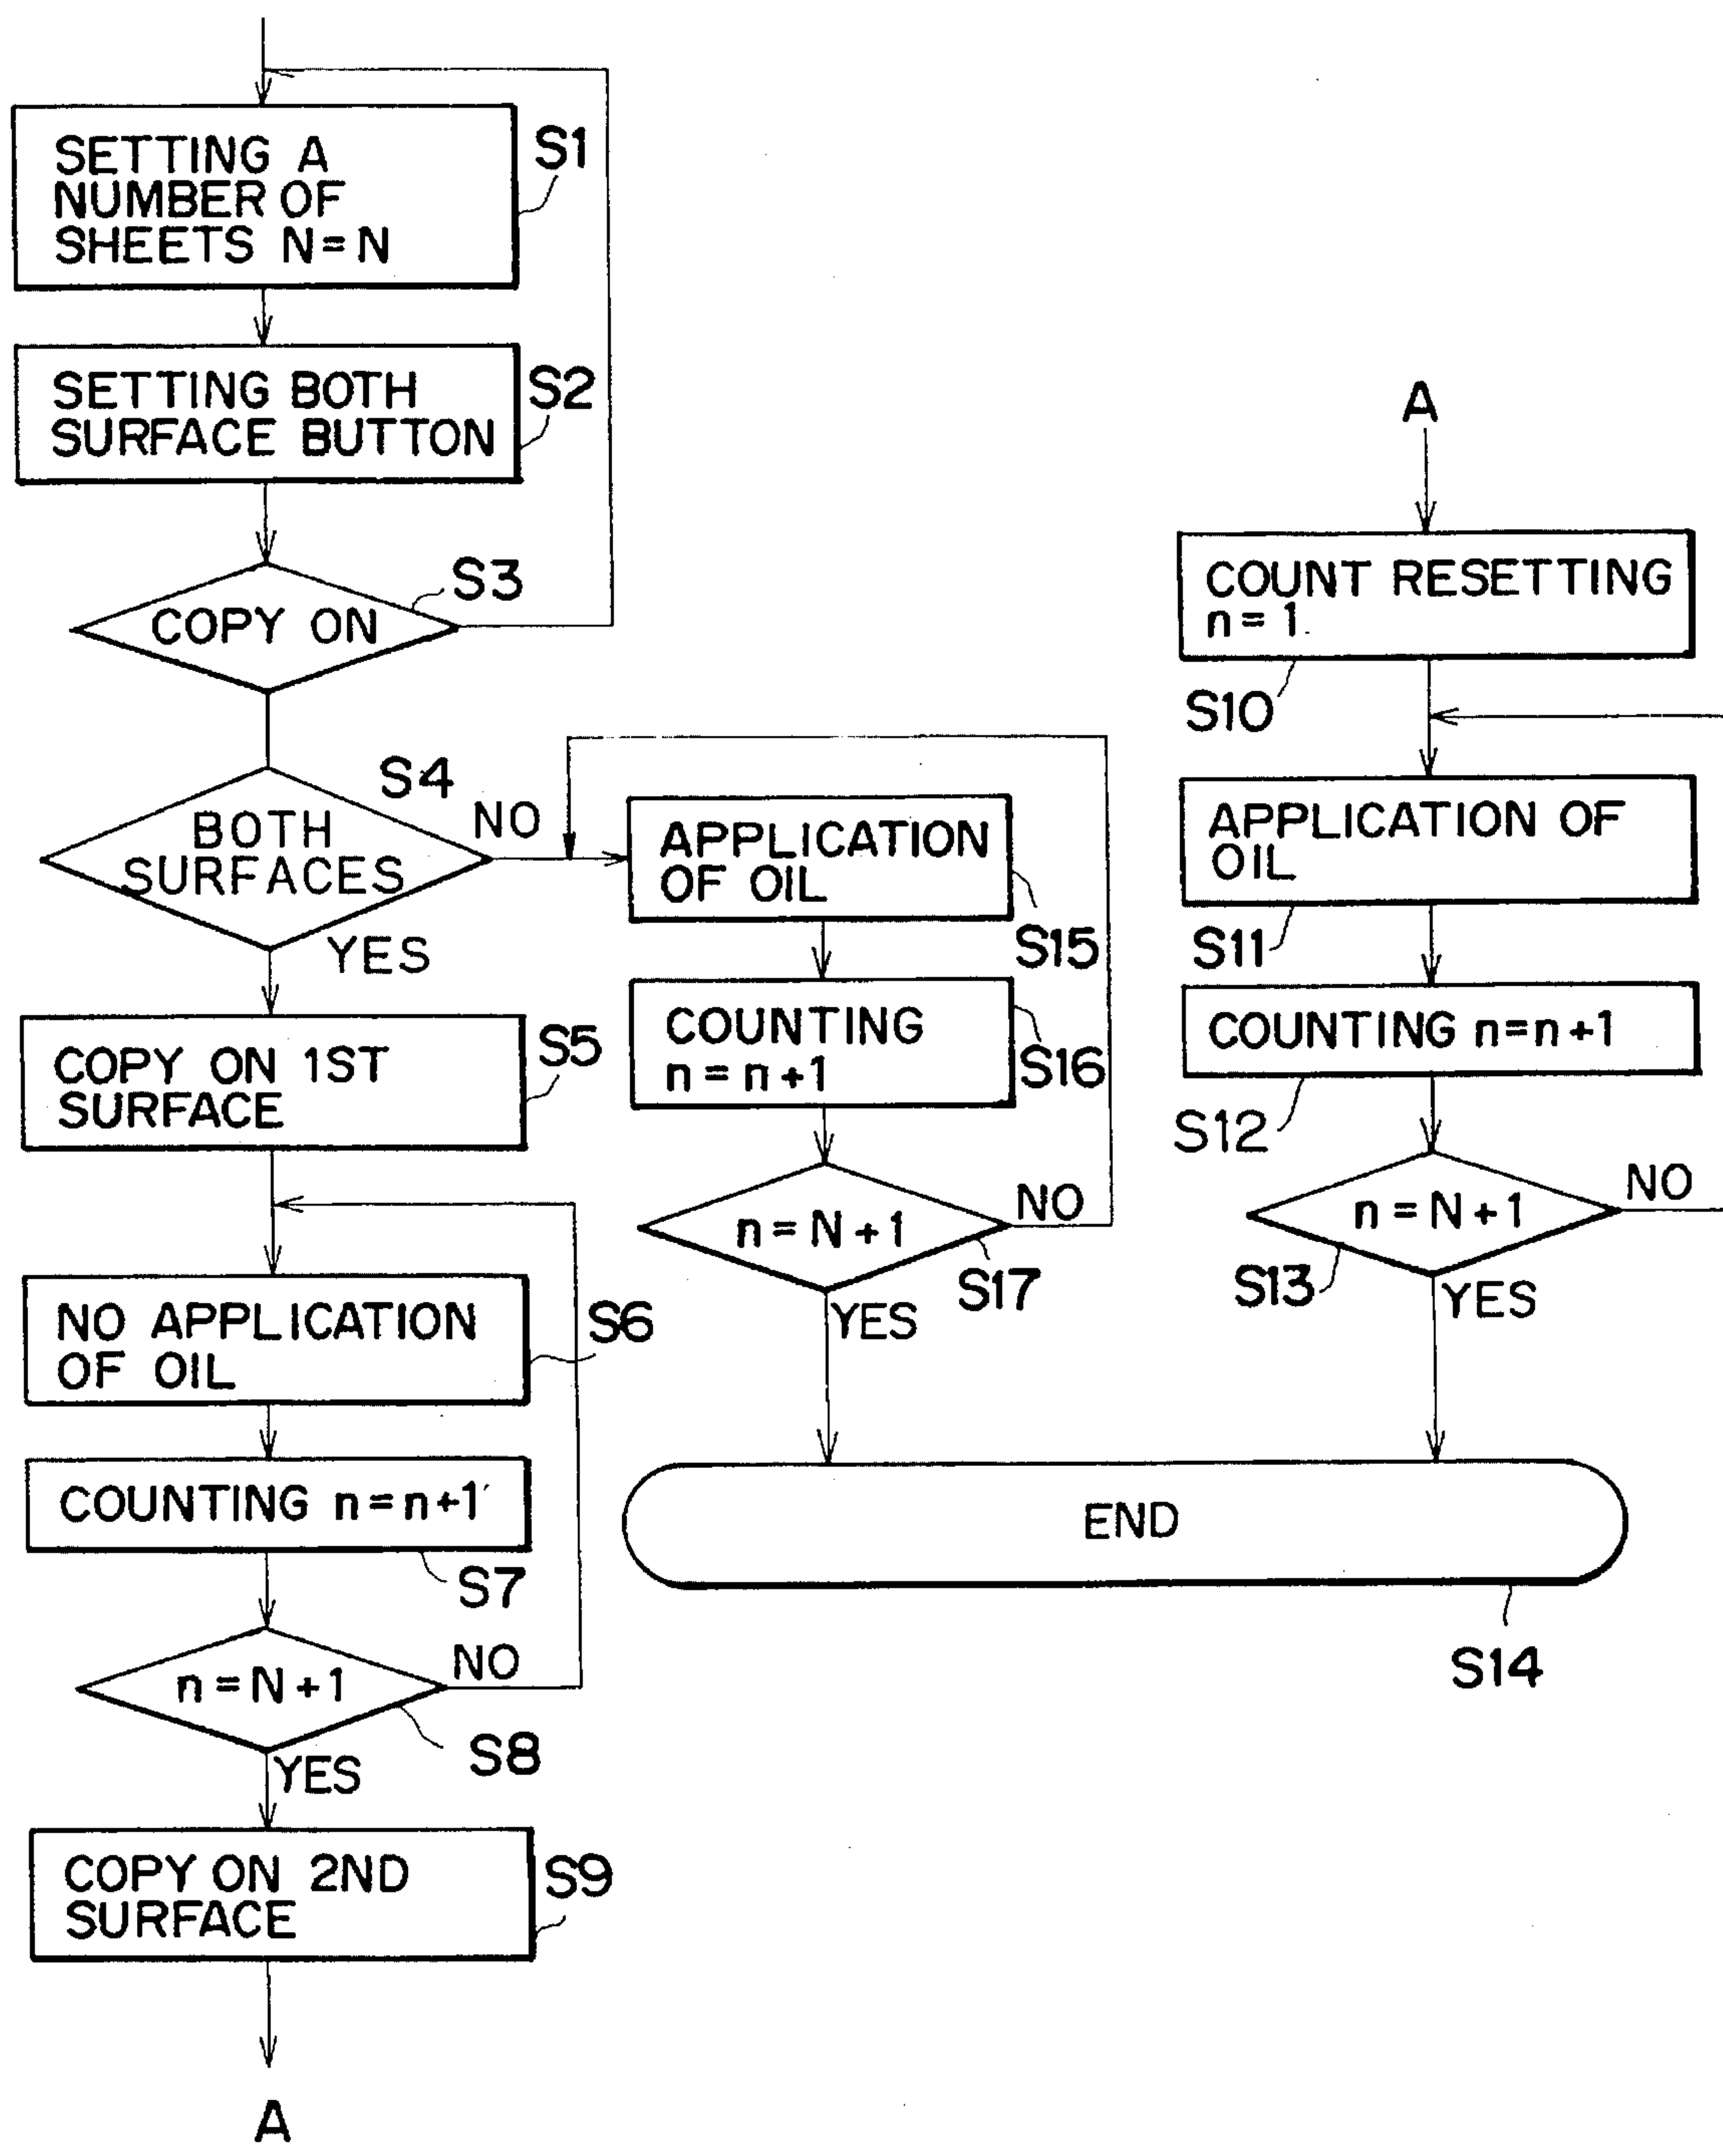 SETTING A
NUMBER OF
SHEETS N=N
S1
SETTING BOTH
SURFACE BUTTON
S2
COPY ON
S3
BOTH
SURFACES
S4
NO
YES
COPY ON 1ST
SURFACE
S5
NO APPLICATION
OF OIL
S6
COUNTING n=n+1
S7
n=N+1
NO
S8
YES
COPY ON 2ND
SURFACE
S9
A
APPLICATION
OF OIL
S15
COUNTING
n=n+1
S16
n=N+1
NO
S17
YES
A
COUNT RESETTING
n=1
S10
APPLICATION OF
OIL
S11
COUNTING n=n+1
S12
n=N+1
NO
S13
YES
END
S14